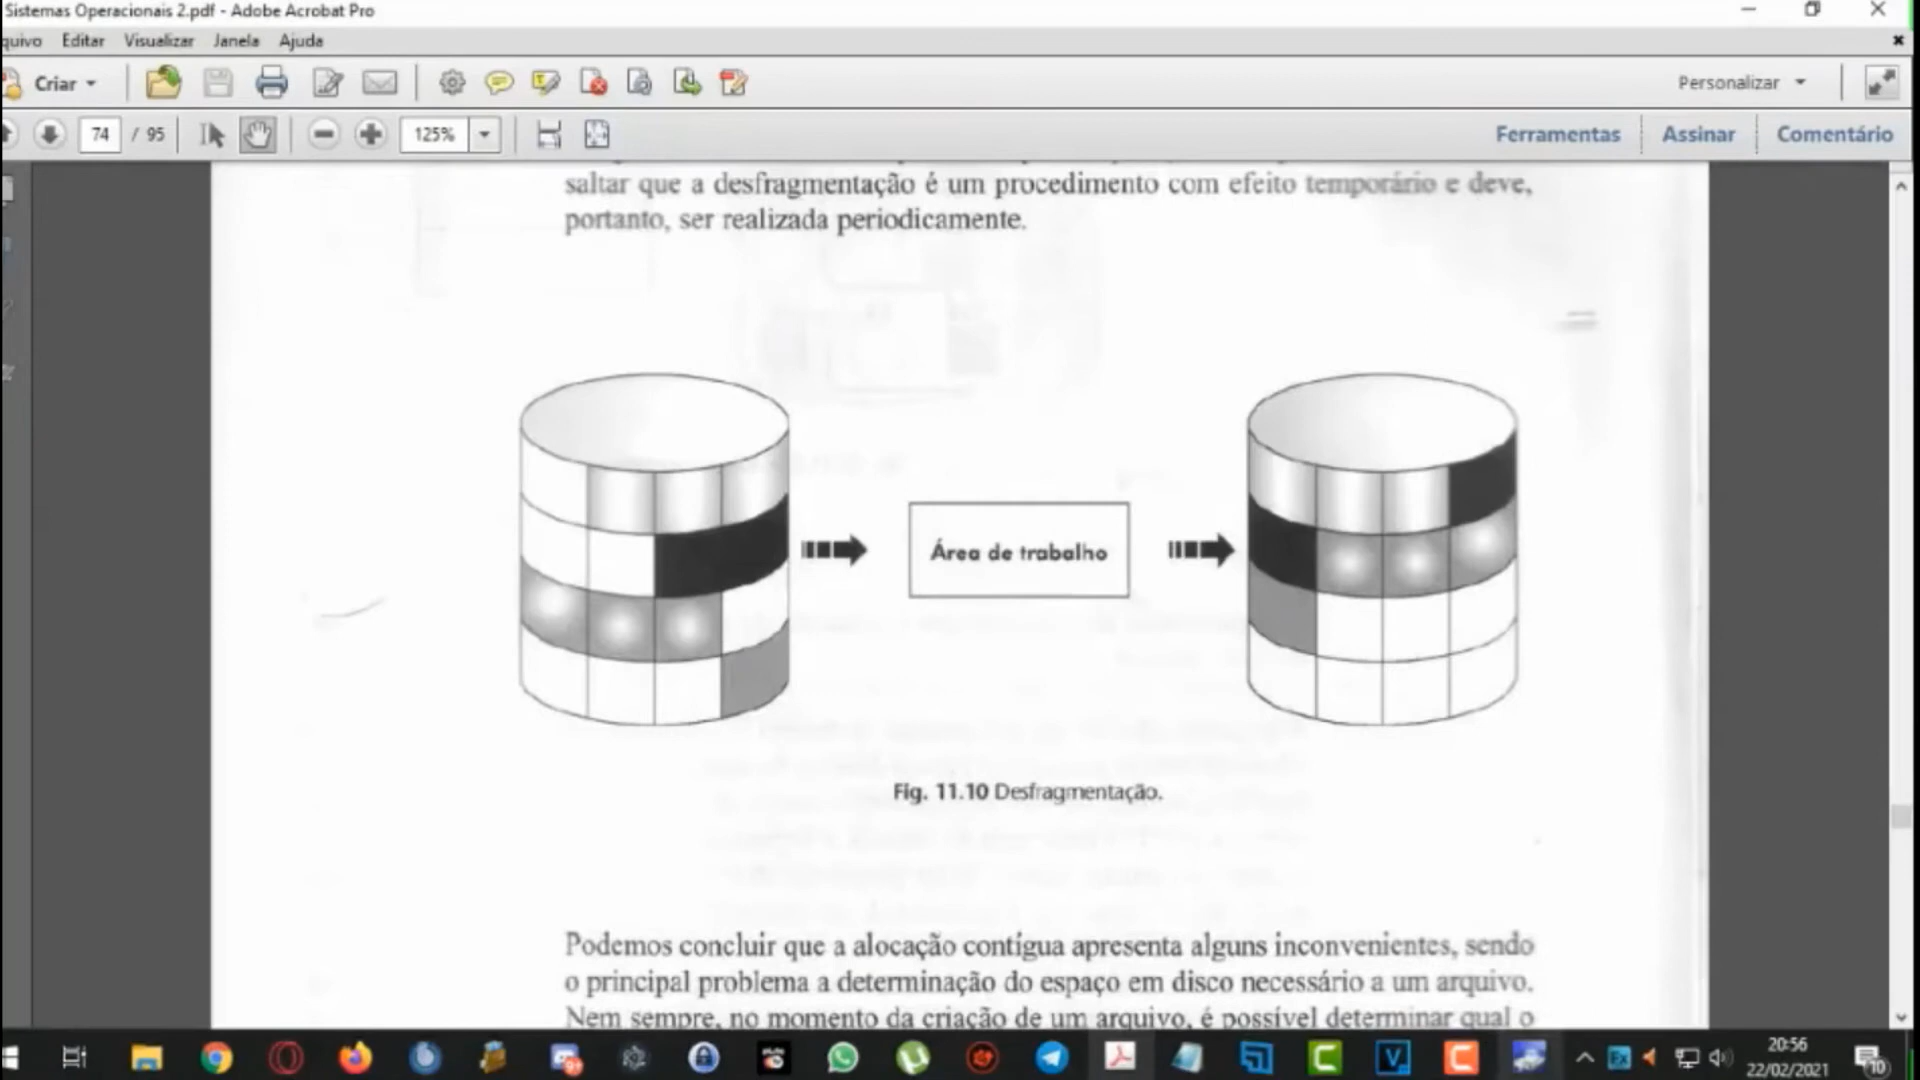 Sistemas Operacionais 2.pdf - Adobe Acrobat Pro
quivo Editar Visualizar Janela Ajuda
Criar
Personalizar
74 / 95
125%
Ferramentas
Assinar
Comentário
saltar que a desfragmentação é um procedimento com efeito temporário e deve,
portanto, ser realizada periodicamente.
Área de trabalho
Fig. 11.10 Desfragmentação.
Podemos concluir que a alocação contígua apresenta alguns inconvenientes, sendo
o principal problema a determinação do espaço em disco necessário a um arquivo.
Nem sempre, no momento da criação de um arquivo, é possível determinar qual o
20:56
22/02/2021
10